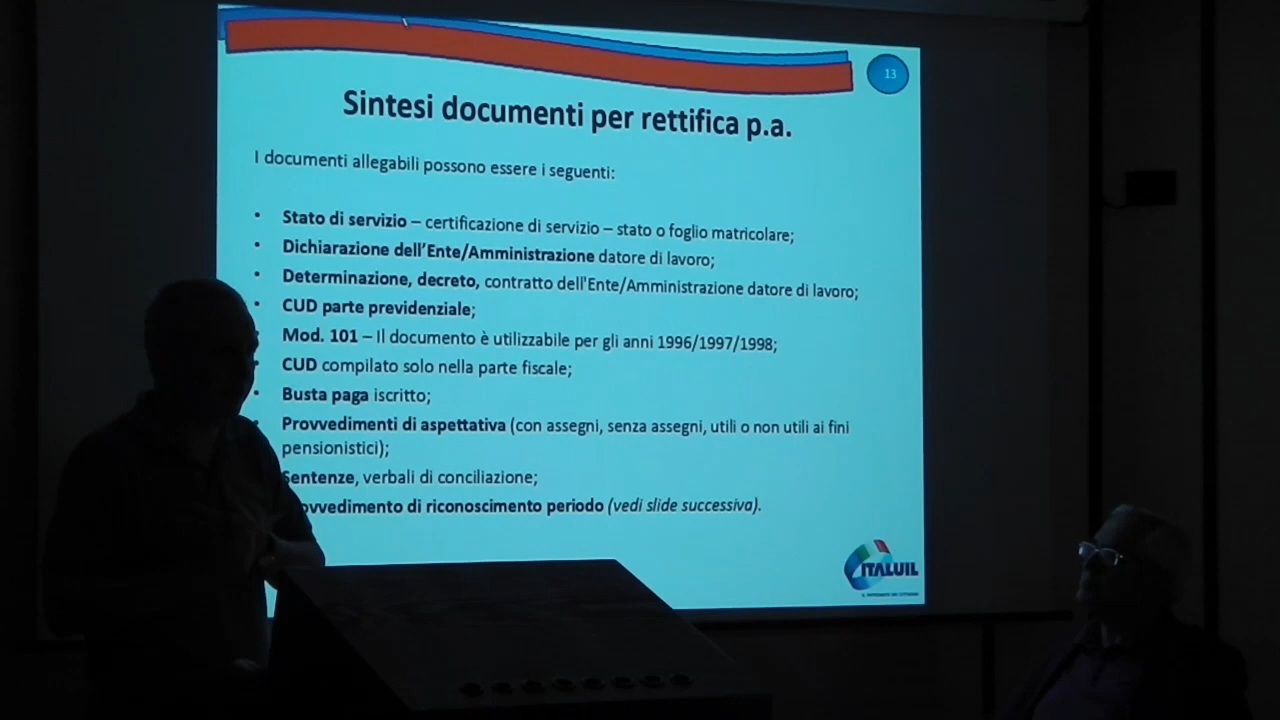 13
Sintesi documenti per rettifica p.a.
I documenti allegabili possono essere i seguenti:
• Stato di servizio – certificazione di servizio – stato o foglio matricolare;
• Dichiarazione dell'Ente/Amministrazione datore di lavoro;
• Determinazione, decreto, contratto dell'Ente/Amministrazione datore di lavoro;
• CUD parte previdenziale;
• Mod. 101 – Il documento è utilizzabile per gli anni 1996/1997/1998;
• CUD compilato solo nella parte fiscale;
• Busta paga iscritto;
• Provvedimenti di aspettativa (con assegni, senza assegni, utili o non utili ai fini
pensionistici);
Sentenze, verbali di conciliazione;
ovvedimento di riconoscimento periodo (vedi slide successiva).
ITALUIL